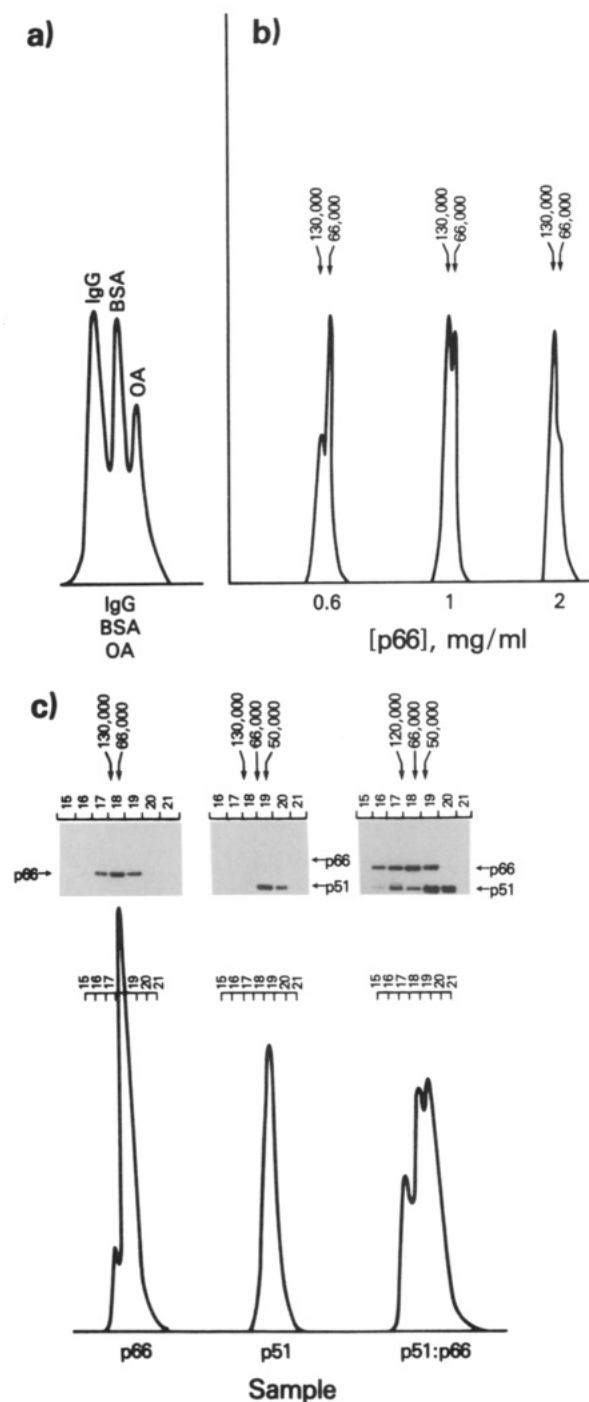 a)
b)
IgG
BSA
OA
130,000
66,000
130,000
66,000
130,000
66,000
IgG
BSA
OA
0.6 1 2
[p66], mg/ml
c)
130,000
66,000
130,000
66,000
50,000
120,000
66,000
50,000
15 16 17 18 19 20 21
15 16 17 18 19 20 21
15 16 17 18 19 20 21
p66
p66
p51
p66
p51
15 16 17 18 19 20 21
15 16 17 18 19 20 21
15 16 17 18 19 20 21
p66 p51 p51:p66
Sample